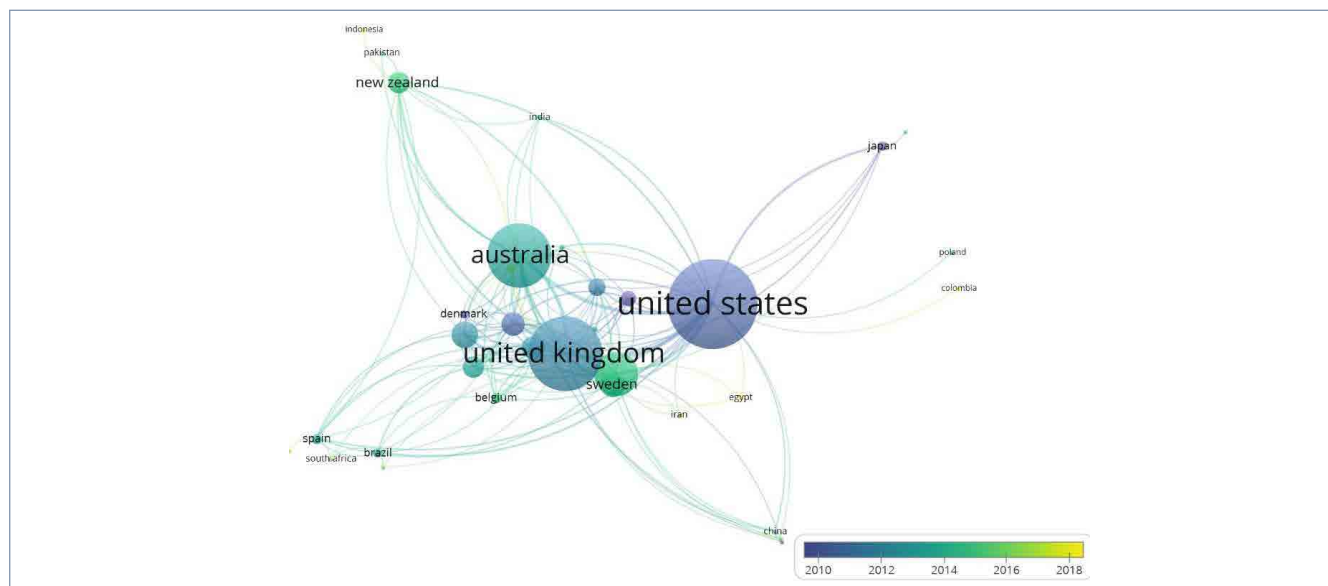 indonesia
pakistan
new zealand
india
japan
australia
poland
colombia
united states
denmark
united kingdom
sweden
belgium
egypt
iran
spain
south africa
brazil
china
2010 2012 2014 2016 2018